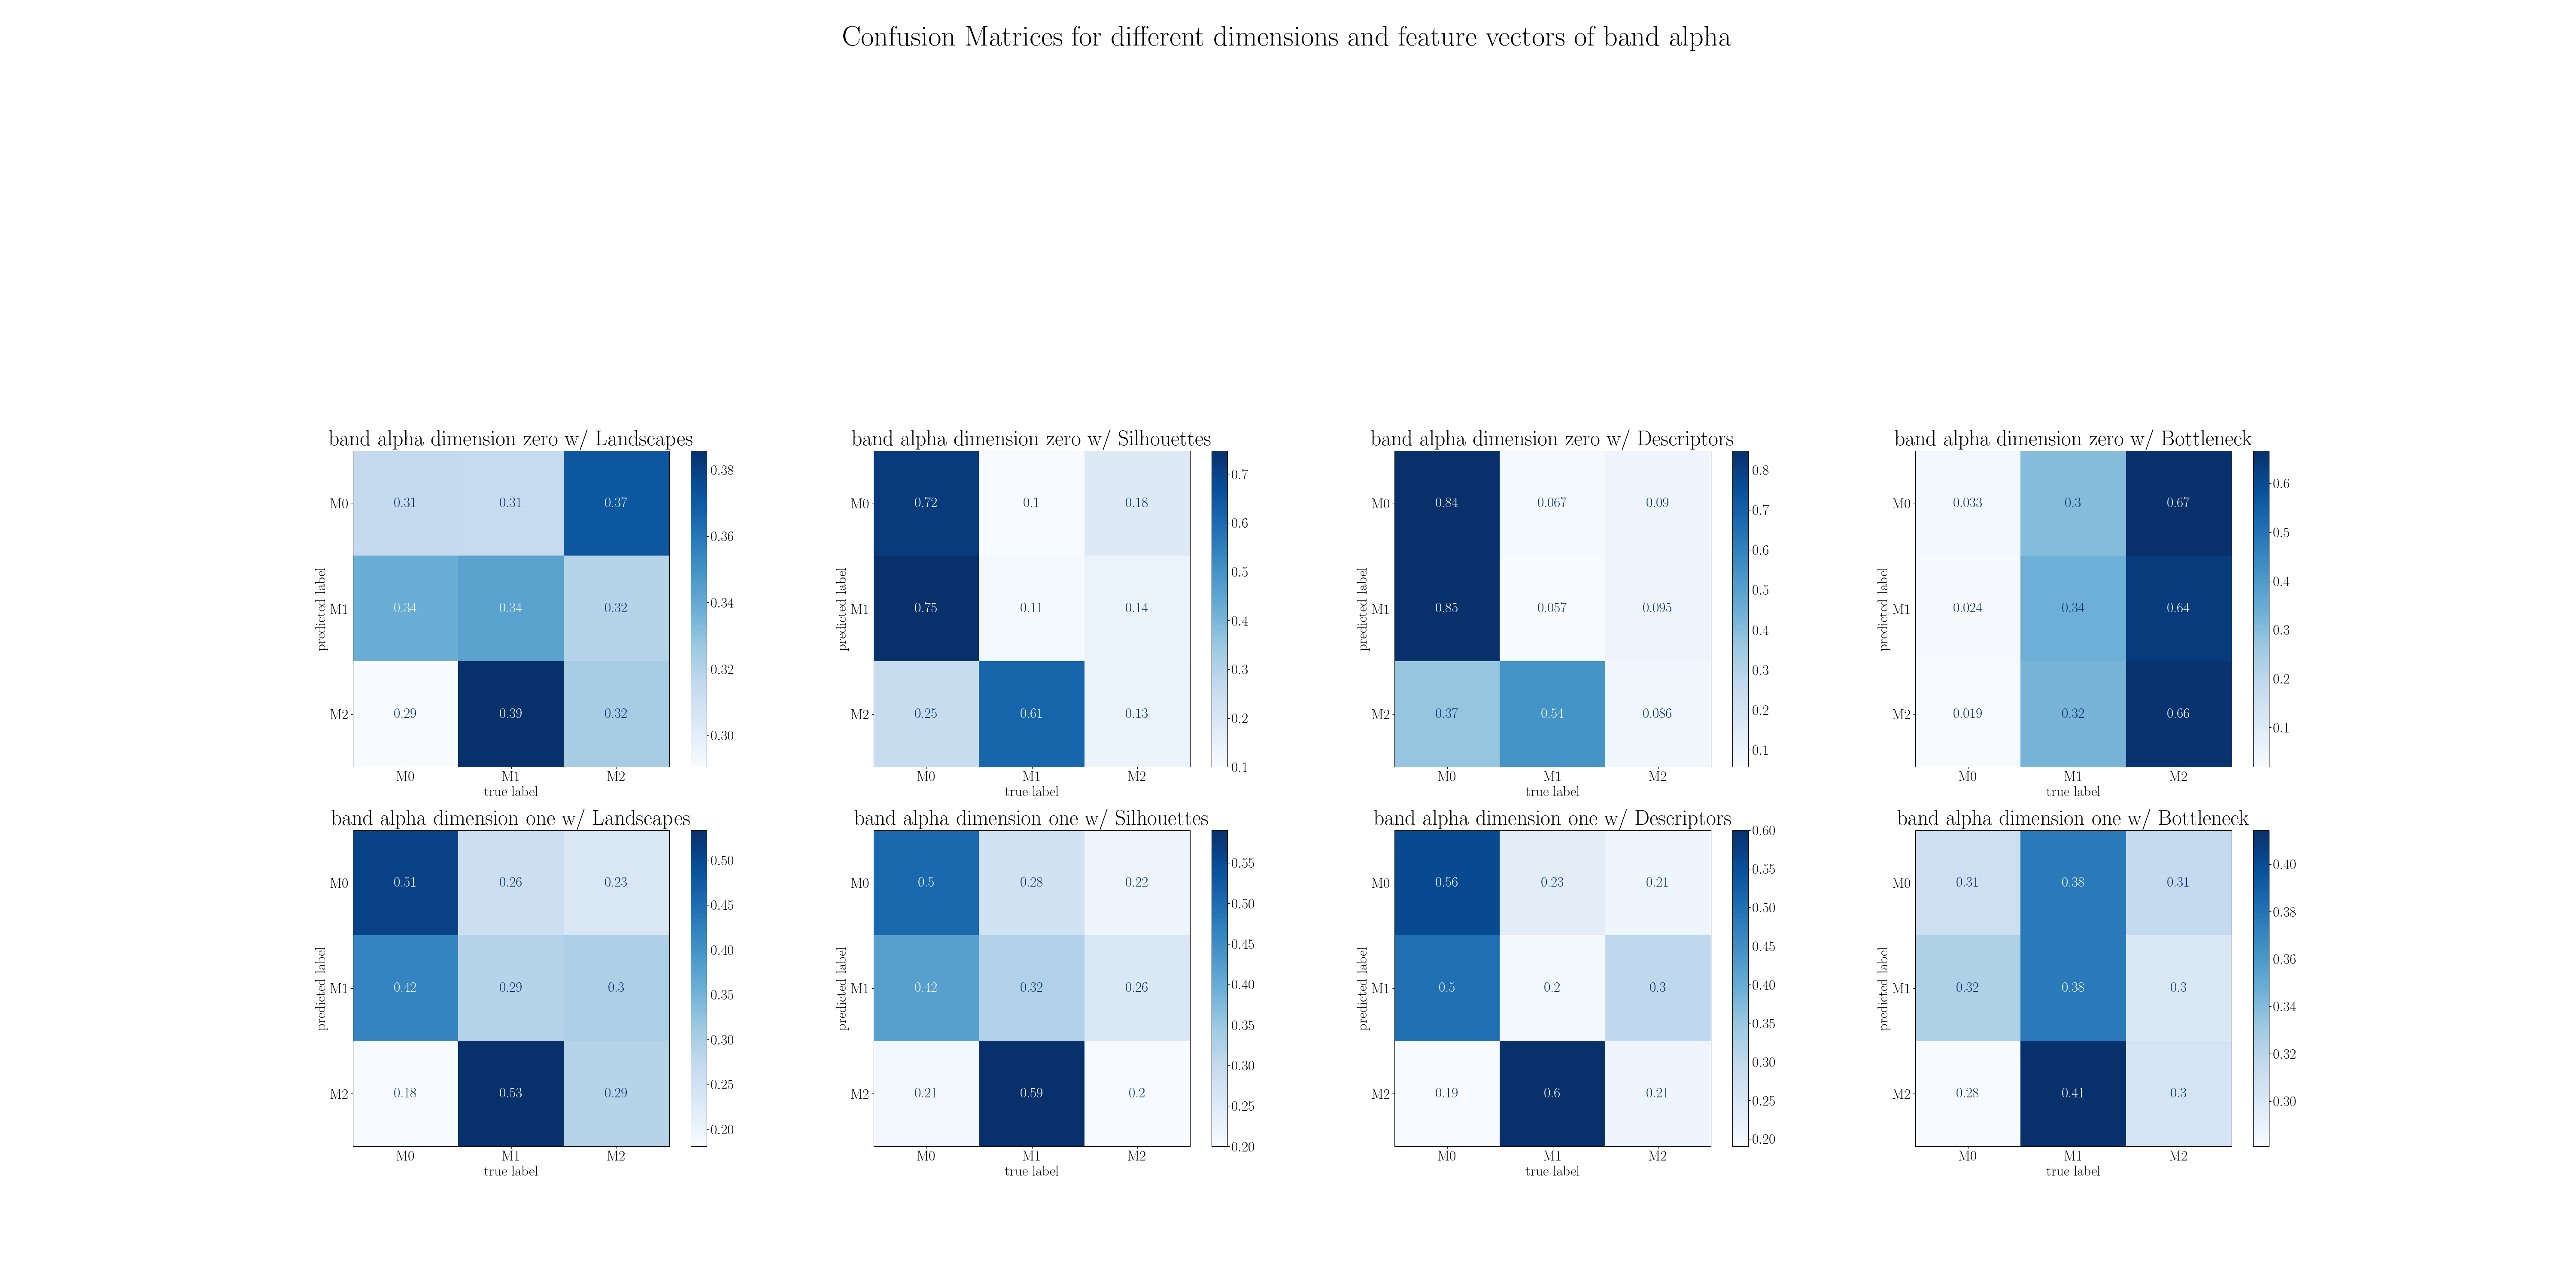 Confusion Matrices for different dimensions and feature vectors of band alpha
band alpha dimension zero w/ Landscapes
predicted label
M0 0.31 0.31 0.37
M1 0.34 0.34 0.32
M2 0.29 0.39 0.32
M0 M1 M2
true label
0.38
0.36
0.34
0.32
0.30
band alpha dimension zero w/ Silhouettes
predicted label
M0 0.72 0.1 0.18
M1 0.75 0.11 0.14
M2 0.25 0.61 0.13
M0 M1 M2
true label
0.7
0.6
0.5
0.4
0.3
0.2
0.1
band alpha dimension zero w/ Descriptors
predicted label
M0 0.84 0.067 0.09
M1 0.85 0.057 0.095
M2 0.37 0.54 0.086
M0 M1 M2
true label
0.8
0.7
0.6
0.5
0.4
0.3
0.2
0.1
band alpha dimension zero w/ Bottleneck
predicted label
M0 0.033 0.3 0.67
M1 0.024 0.34 0.64
M2 0.019 0.32 0.66
M0 M1 M2
true label
0.6
0.5
0.4
0.3
0.2
0.1
band alpha dimension one w/ Landscapes
predicted label
M0 0.51 0.26 0.23
M1 0.42 0.29 0.3
M2 0.18 0.53 0.29
M0 M1 M2
true label
0.50
0.45
0.40
0.35
0.30
0.25
0.20
band alpha dimension one w/ Silhouettes
predicted label
M0 0.5 0.28 0.22
M1 0.42 0.32 0.26
M2 0.21 0.59 0.2
M0 M1 M2
true label
0.55
0.50
0.45
0.40
0.35
0.30
0.25
0.20
band alpha dimension one w/ Descriptors
predicted label
M0 0.56 0.23 0.21
M1 0.5 0.2 0.3
M2 0.19 0.6 0.21
M0 M1 M2
true label
0.60
0.55
0.50
0.45
0.40
0.35
0.30
0.25
0.20
band alpha dimension one w/ Bottleneck
predicted label
M0 0.31 0.38 0.31
M1 0.32 0.38 0.3
M2 0.28 0.41 0.3
M0 M1 M2
true label
0.40
0.38
0.36
0.34
0.32
0.30